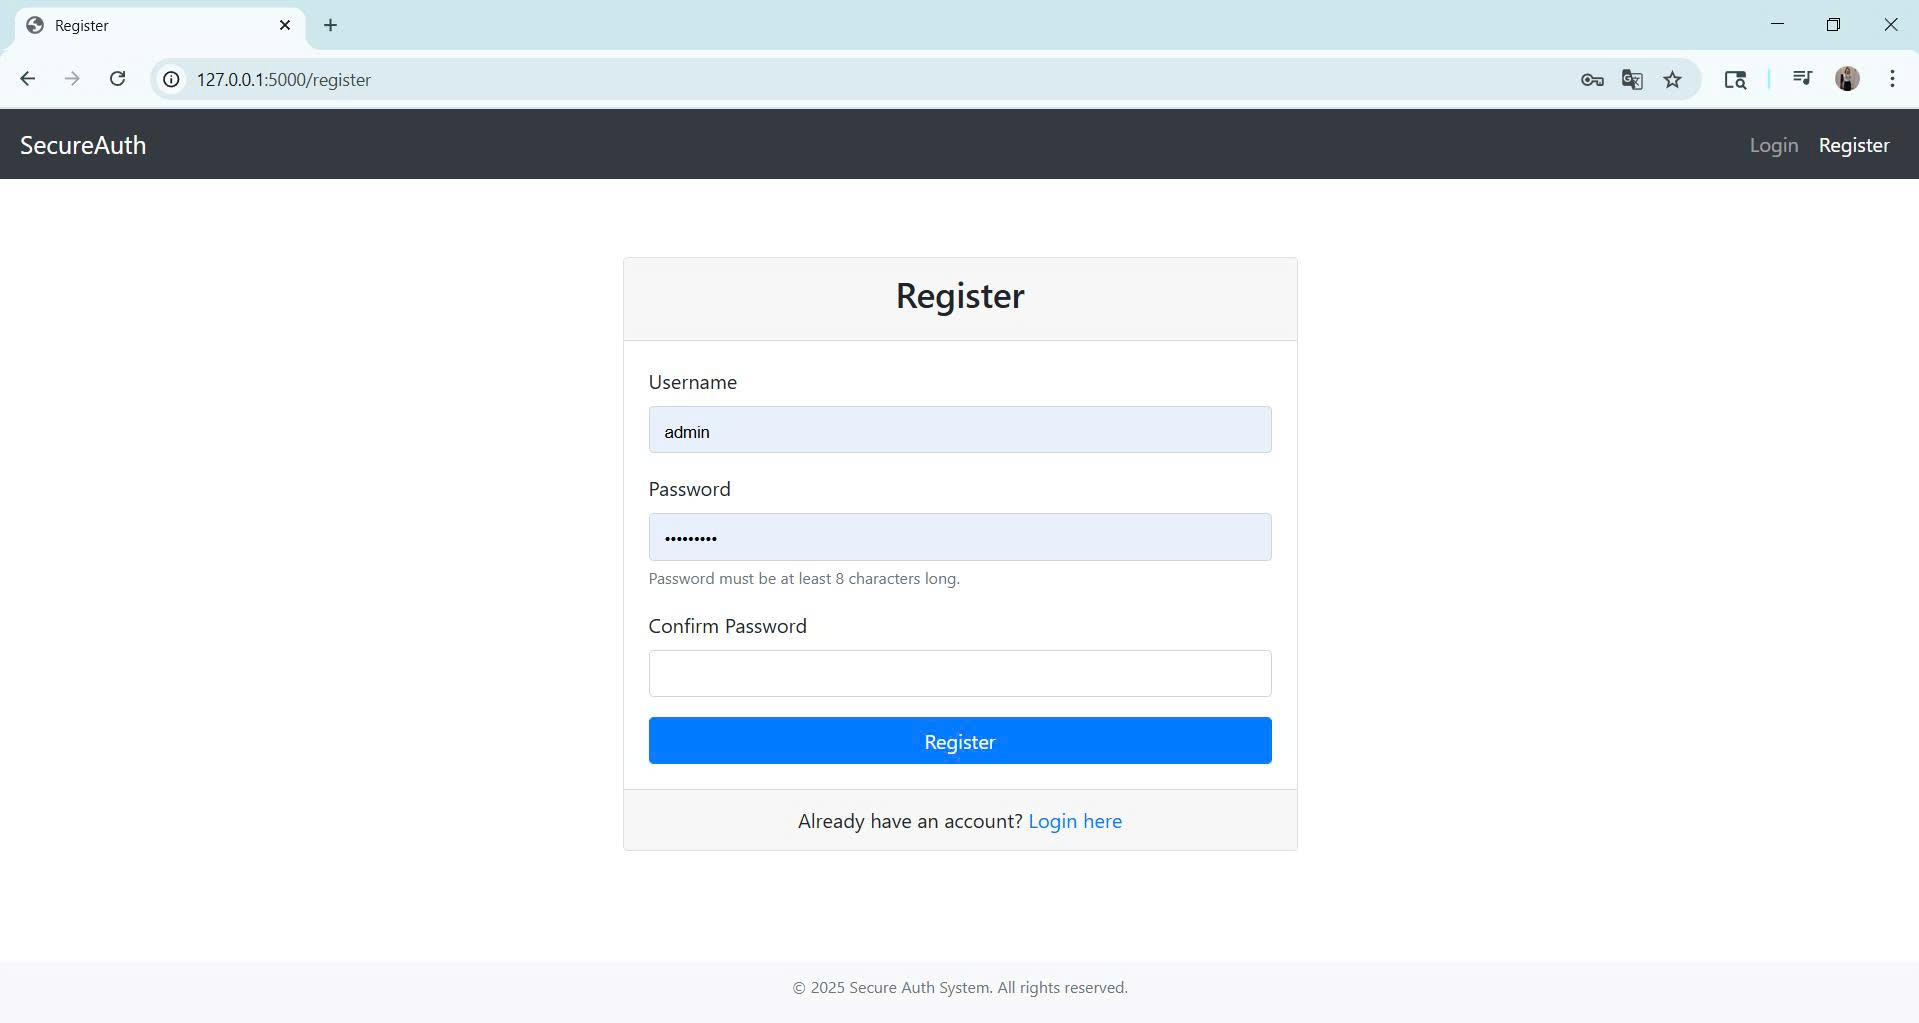 Register
127.0.0.1:5000/register
SecureAuth
Login Register
Register
Username
admin
Password
•••••••••
Password must be at least 8 characters long.
Confirm Password
Register
Already have an account? Login here
© 2025 Secure Auth System. All rights reserved.